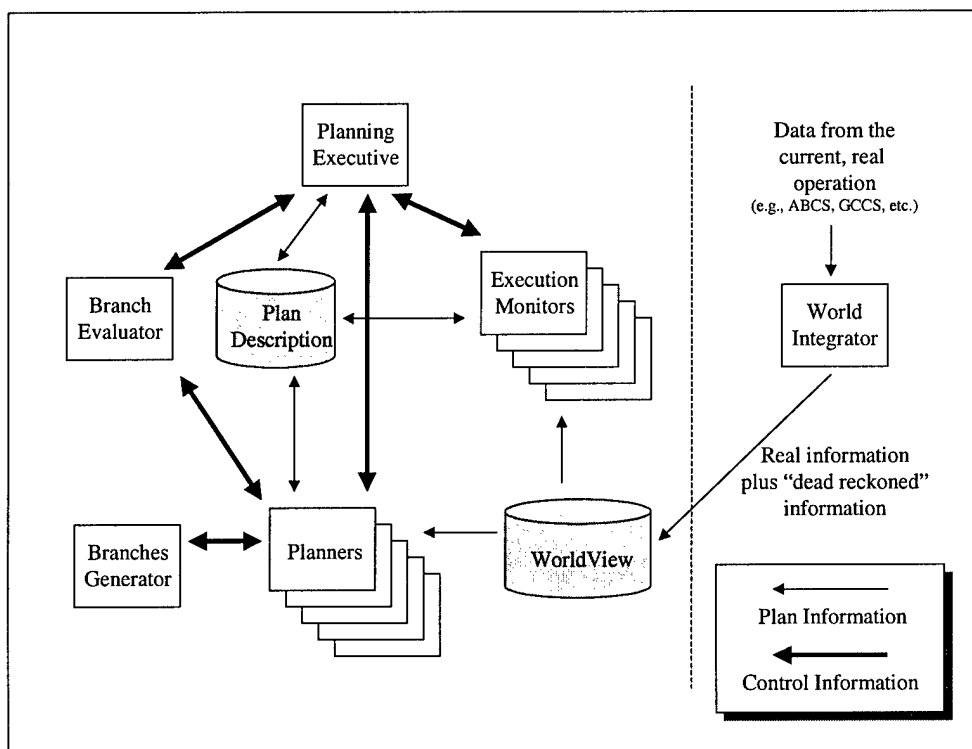 Planning
Executive
Data from the
current, real
operation
(e.g., ABCS, GCCS, etc.)
Branch
Evaluator
Plan
Description
Execution
Monitors
World
Integrator
Real information
plus “dead reckoned”
information
Branches
Generator
Planners
WorldView
Plan Information
Control Information